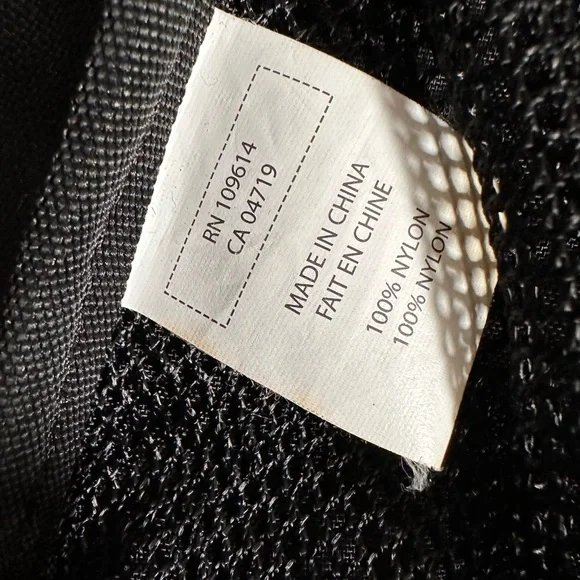 RN 109614
CA 04719
MADE IN CHINA
FAIT EN CHINE
100% NYLON
100% NYLON